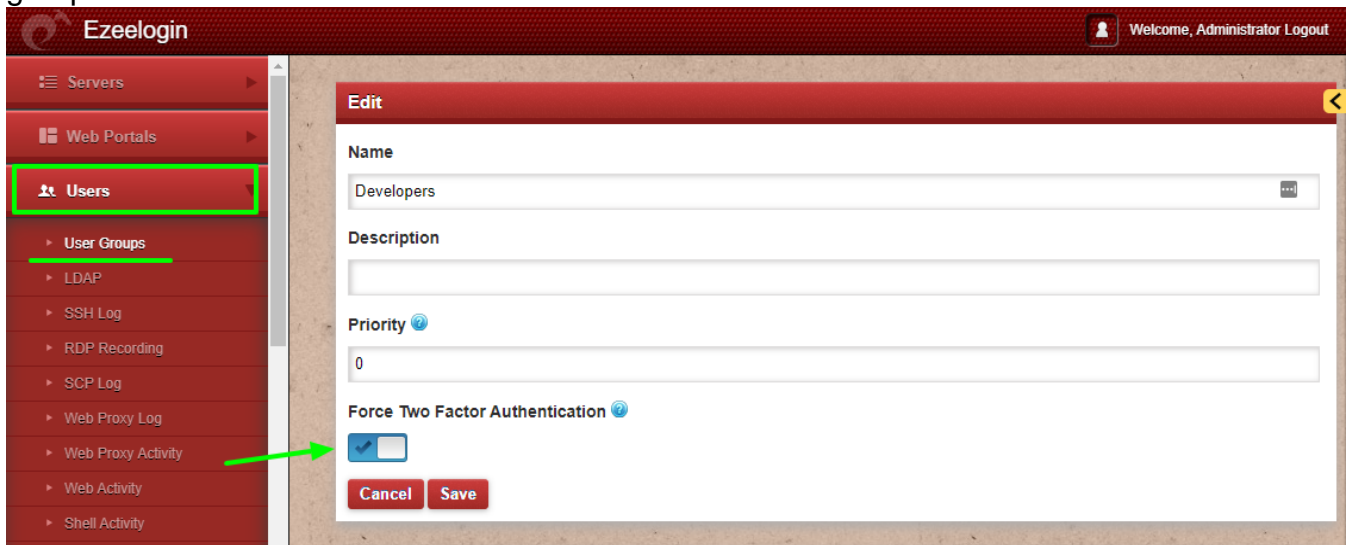 Ezeelogin
Welcome, Administrator Logout
Servers
Web Portals
Users
User Groups
LDAP
SSH Log
RDP Recording
SCP Log
Web Proxy Log
Web Proxy Activity
Web Activity
Shell Activity
Edit
Name
Developers
Description
Priority
0
Force Two Factor Authentication
Cancel Save